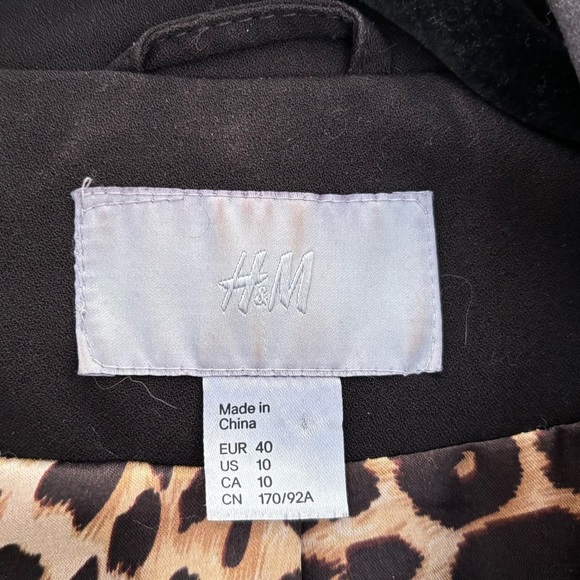 H&M
Made in
China
EUR 40
US 10
CA 10
CN 170/92A